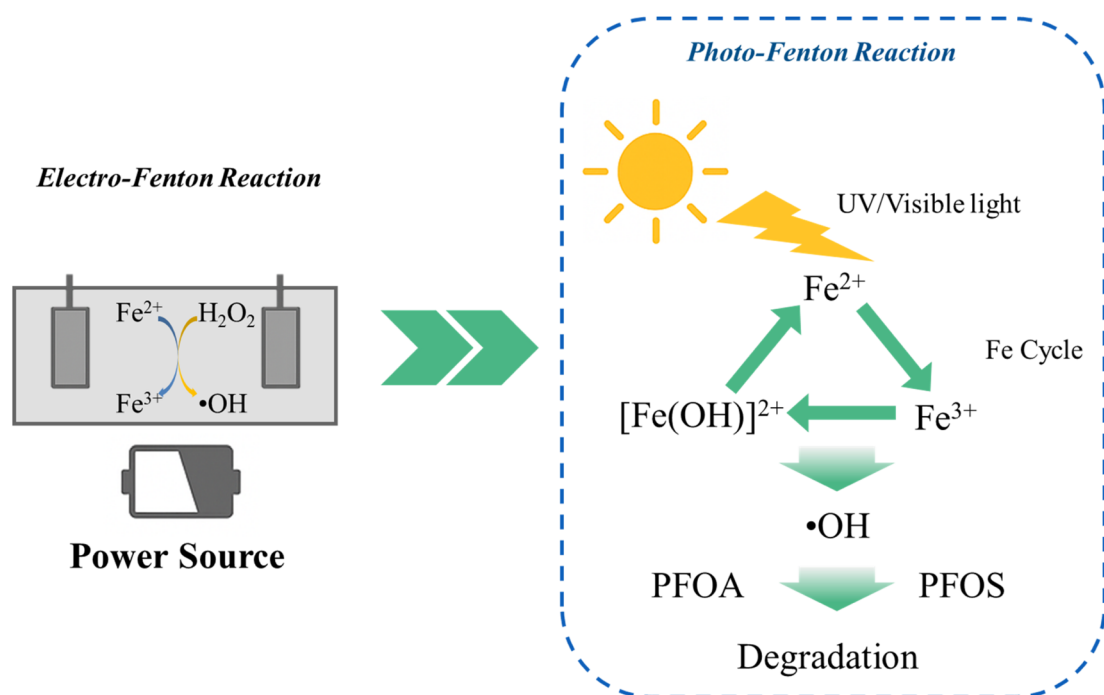 Electro-Fenton Reaction
Fe²⁺
H₂O₂
Fe³⁺
•OH
Power Source
Photo-Fenton Reaction
UV/Visible light
Fe²⁺
Fe Cycle
[Fe(OH)]²⁺
Fe³⁺
•OH
PFOA
PFOS
Degradation